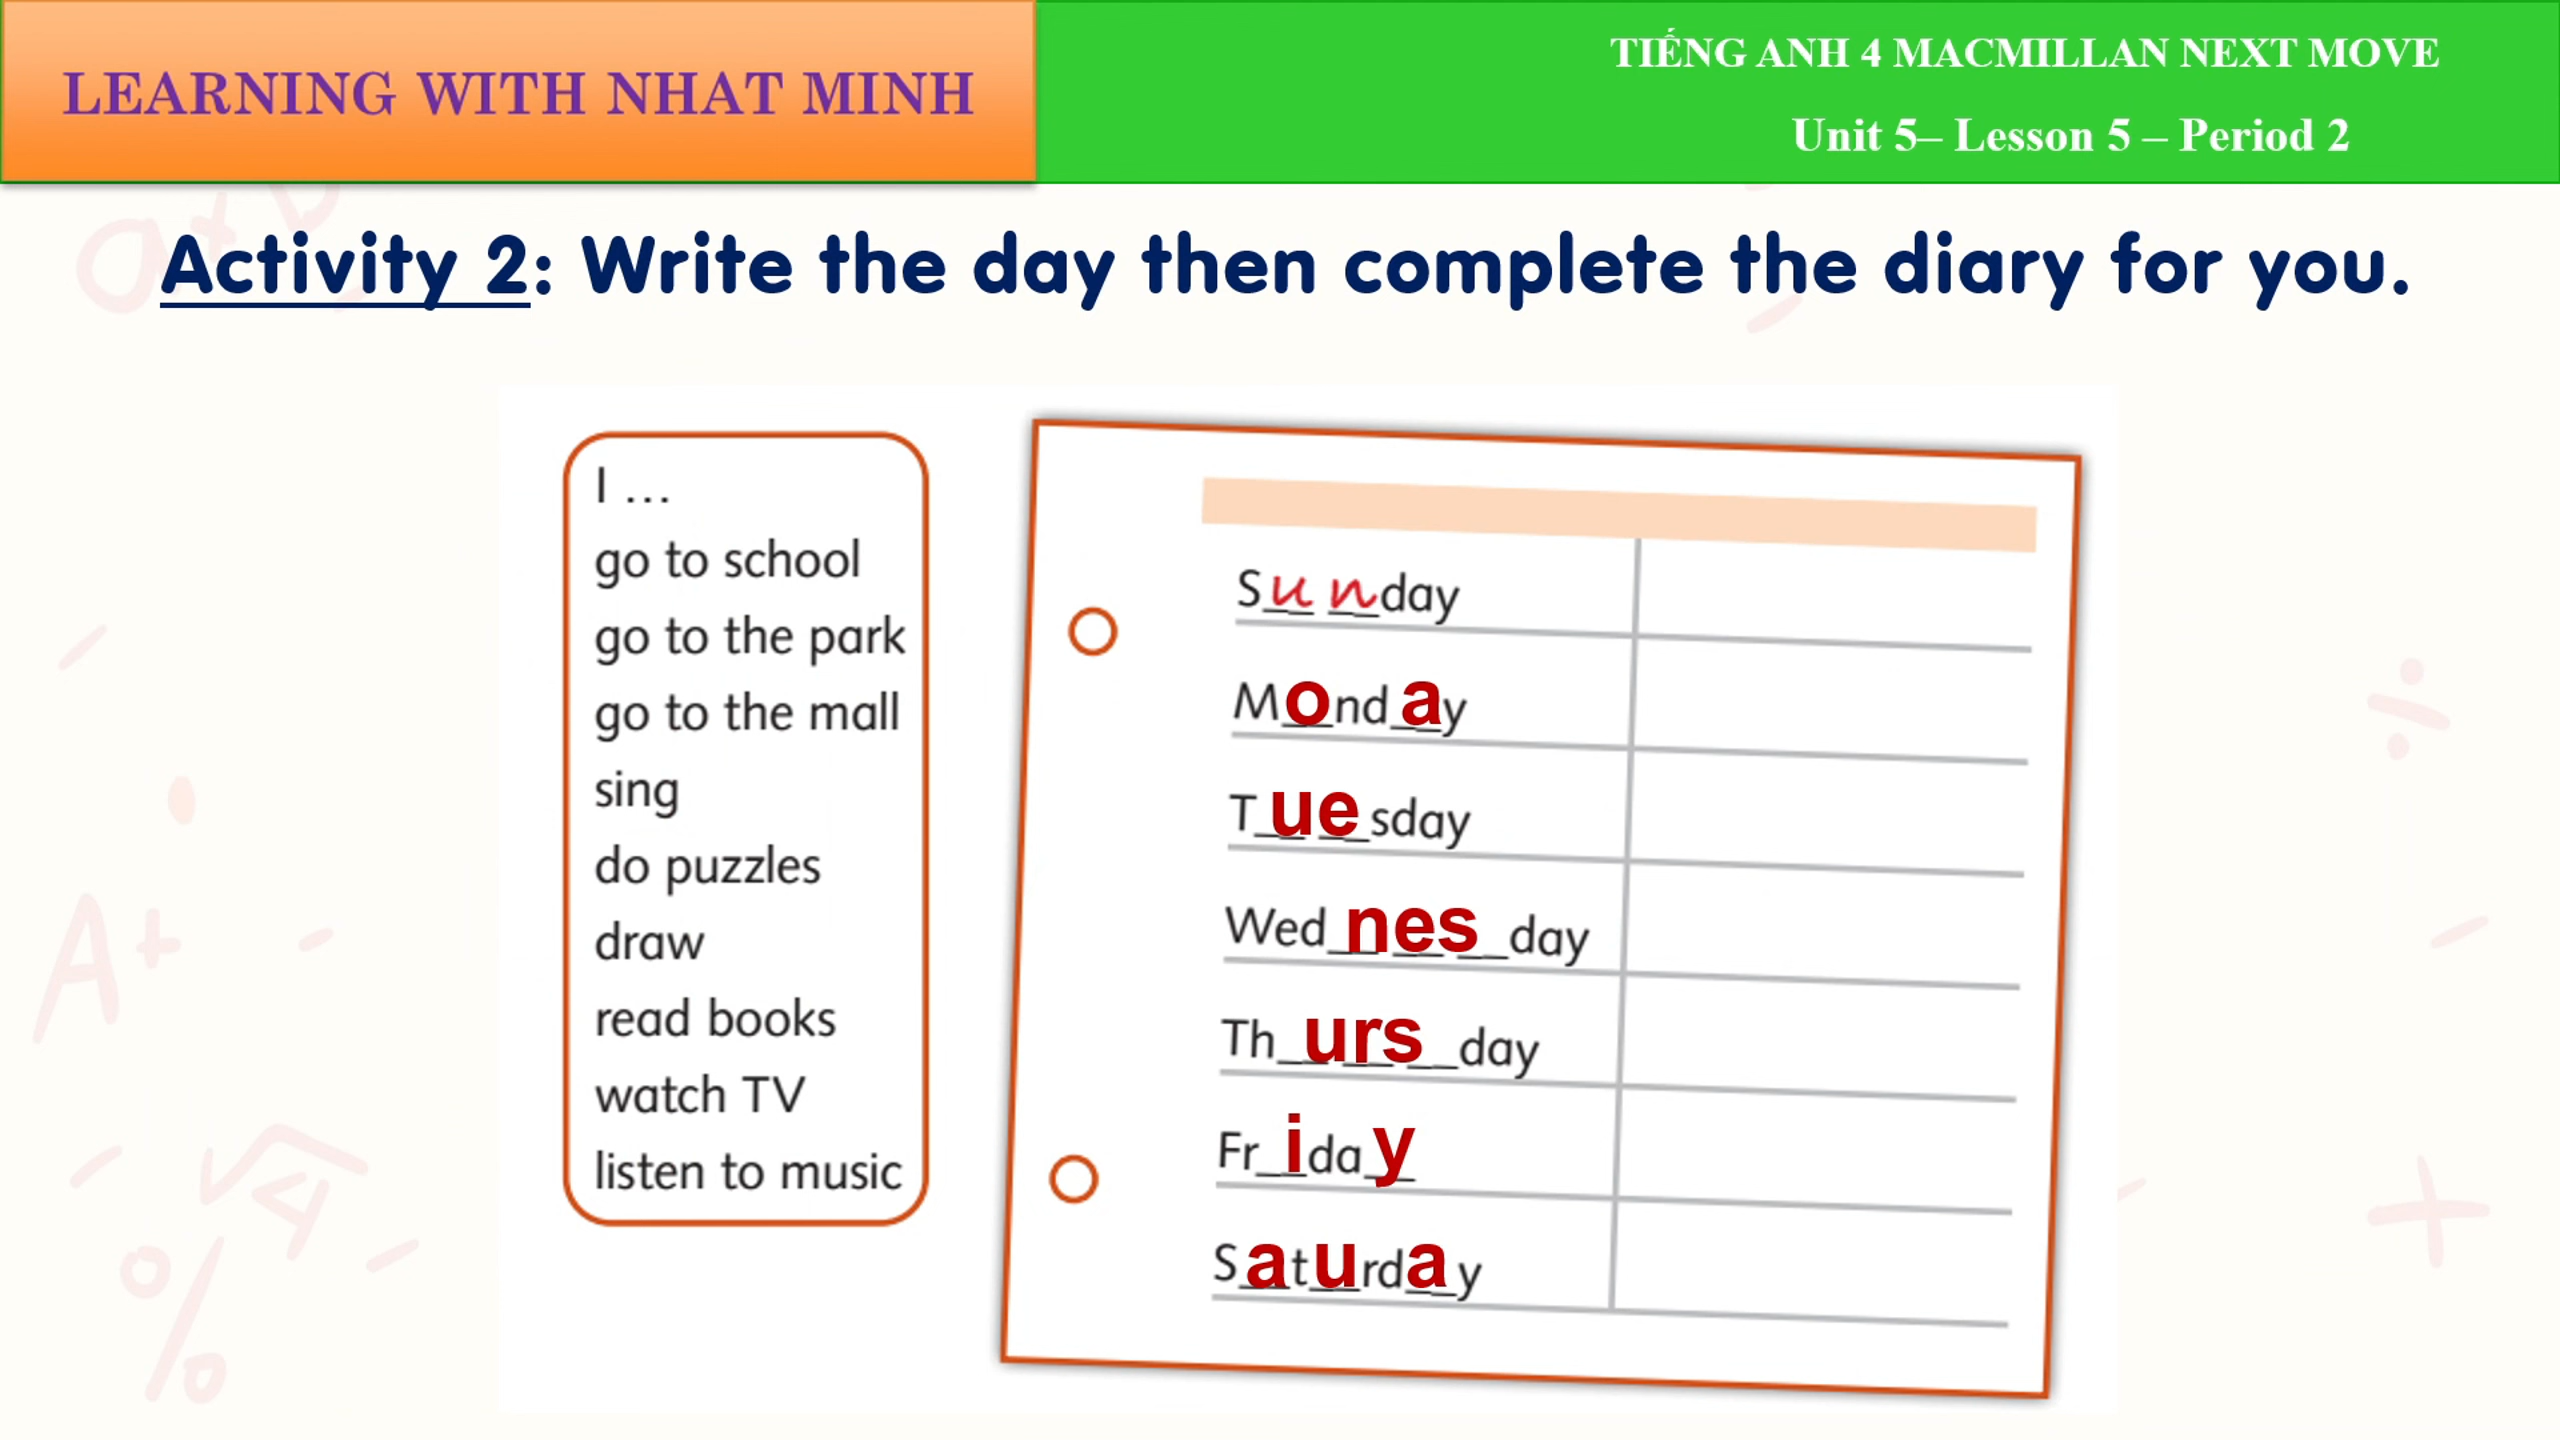 LEARNING WITH NHAT MINH
TIẾNG ANH 4 MACMILLAN NEXT MOVE
Unit 5– Lesson 5 – Period 2
Activity 2: Write the day then complete the diary for you.
I ...
go to school
go to the park
go to the mall
sing
do puzzles
draw
read books
watch TV
listen to music
Sunday
Monday
Tuesday
Wednesday
Thursday
Friday
Saturday
a+b
A+
√4
%
÷
+